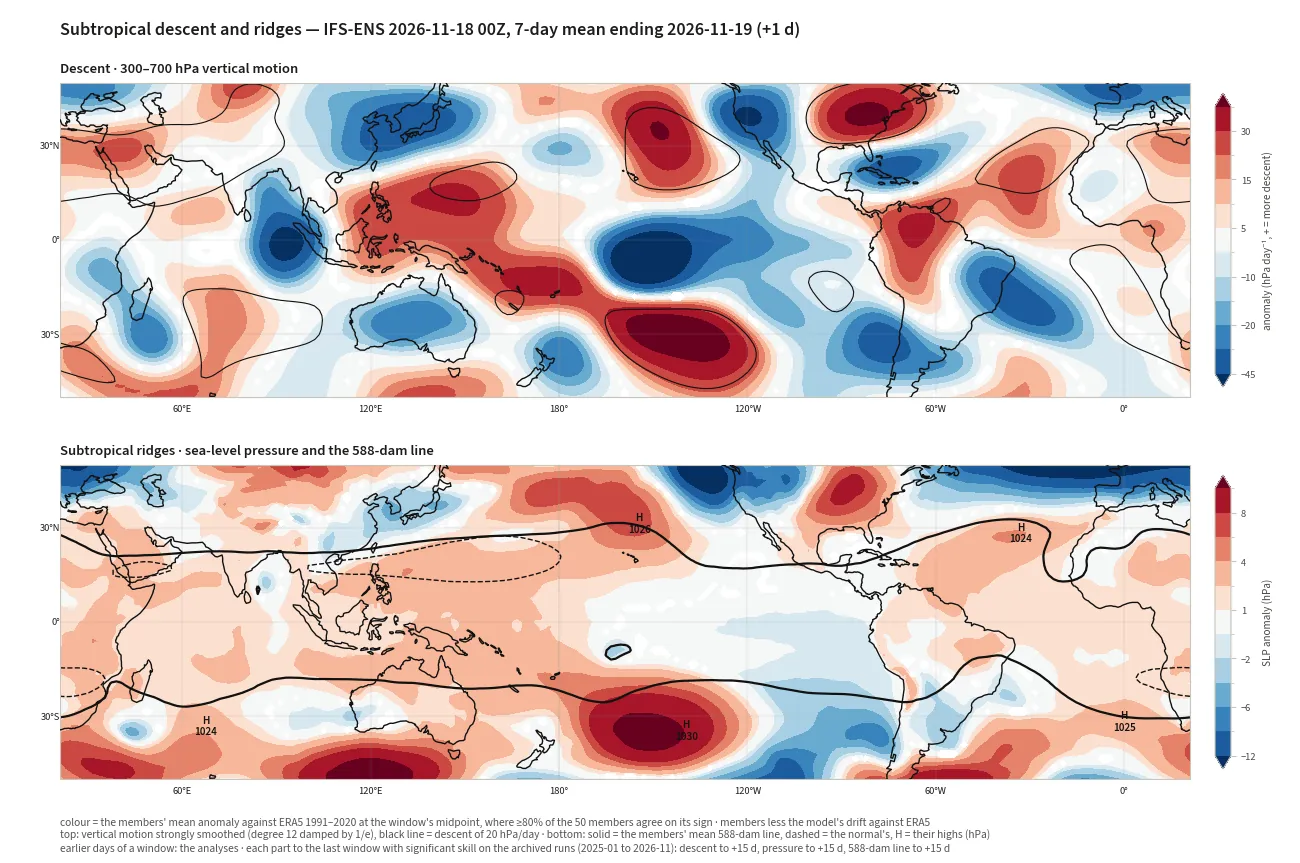 Subtropical descent and ridges — IFS-ENS 2026-11-18 00Z, 7-day mean ending 2026-11-19 (+1 d)
Descent · 300–700 hPa vertical motion
30°N
0°
30°S
60°E
120°E
180°
120°W
60°W
0°
30
15
5
−10
−20
−45
anomaly (hPa day⁻¹, + = more descent)
Subtropical ridges · sea-level pressure and the 588-dam line
H
1026
H
1024
H
1024
H
1030
H
1025
30°N
0°
30°S
60°E
120°E
180°
120°W
60°W
0°
8
4
1
−2
−6
−12
SLP anomaly (hPa)
colour = the members' mean anomaly against ERA5 1991–2020 at the window's midpoint, where ≥80% of the 50 members agree on its sign · members less the model's drift against ERA5
top: vertical motion strongly smoothed (degree 12 damped by 1/e), black line = descent of 20 hPa/day · bottom: solid = the members' mean 588-dam line, dashed = the normal's, H = their highs (hPa)
earlier days of a window: the analyses · each part to the last window with significant skill on the archived runs (2025-01 to 2026-11): descent to +15 d, pressure to +15 d, 588-dam line to +15 d